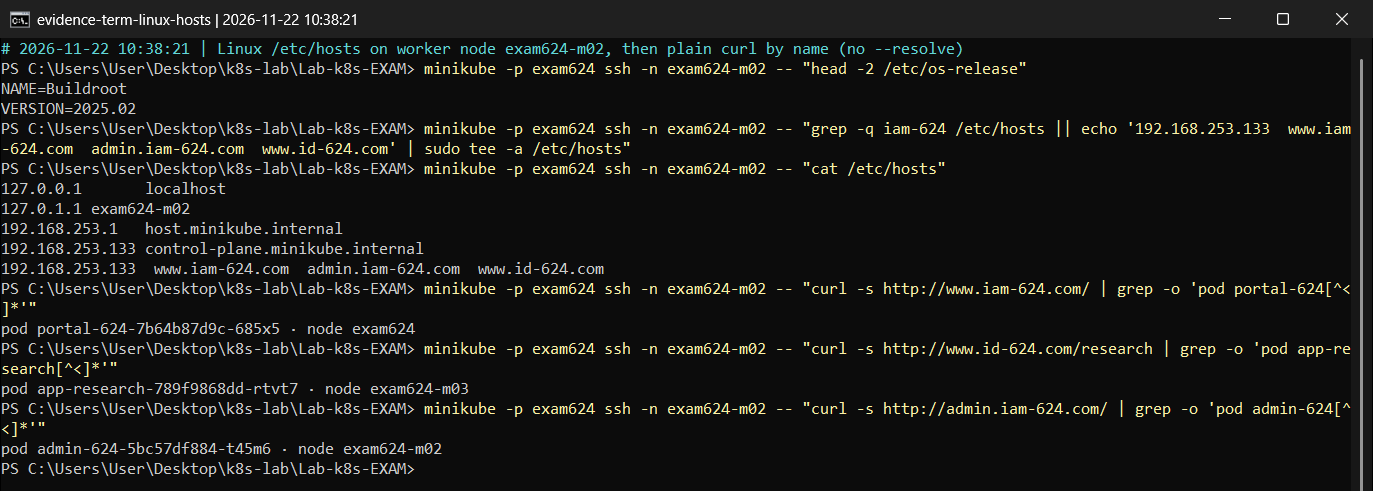 evidence-term-linux-hosts | 2026-11-22 10:38:21
# 2026-11-22 10:38:21 | Linux /etc/hosts on worker node exam624-m02, then plain curl by name (no --resolve)
PS C:\Users\User\Desktop\k8s-lab\Lab-k8s-EXAM> minikube -p exam624 ssh -n exam624-m02 -- "head -2 /etc/os-release"
NAME=Buildroot
VERSION=2025.02
PS C:\Users\User\Desktop\k8s-lab\Lab-k8s-EXAM> minikube -p exam624 ssh -n exam624-m02 -- "grep -q iam-624 /etc/hosts || echo '192.168.253.133  www.iam
-624.com  admin.iam-624.com  www.id-624.com' | sudo tee -a /etc/hosts"
PS C:\Users\User\Desktop\k8s-lab\Lab-k8s-EXAM> minikube -p exam624 ssh -n exam624-m02 -- "cat /etc/hosts"
127.0.0.1       localhost
127.0.1.1 exam624-m02
192.168.253.1   host.minikube.internal
192.168.253.133 control-plane.minikube.internal
192.168.253.133  www.iam-624.com  admin.iam-624.com  www.id-624.com
PS C:\Users\User\Desktop\k8s-lab\Lab-k8s-EXAM> minikube -p exam624 ssh -n exam624-m02 -- "curl -s http://www.iam-624.com/ | grep -o 'pod portal-624[^<
]*'"
pod portal-624-7b64b87d9c-685x5 · node exam624
PS C:\Users\User\Desktop\k8s-lab\Lab-k8s-EXAM> minikube -p exam624 ssh -n exam624-m02 -- "curl -s http://www.id-624.com/research | grep -o 'pod app-re
search[^<]*'"
pod app-research-789f9868dd-rtvt7 · node exam624-m03
PS C:\Users\User\Desktop\k8s-lab\Lab-k8s-EXAM> minikube -p exam624 ssh -n exam624-m02 -- "curl -s http://admin.iam-624.com/ | grep -o 'pod admin-624[^
<]*'"
pod admin-624-5bc57df884-t45m6 · node exam624-m02
PS C:\Users\User\Desktop\k8s-lab\Lab-k8s-EXAM>